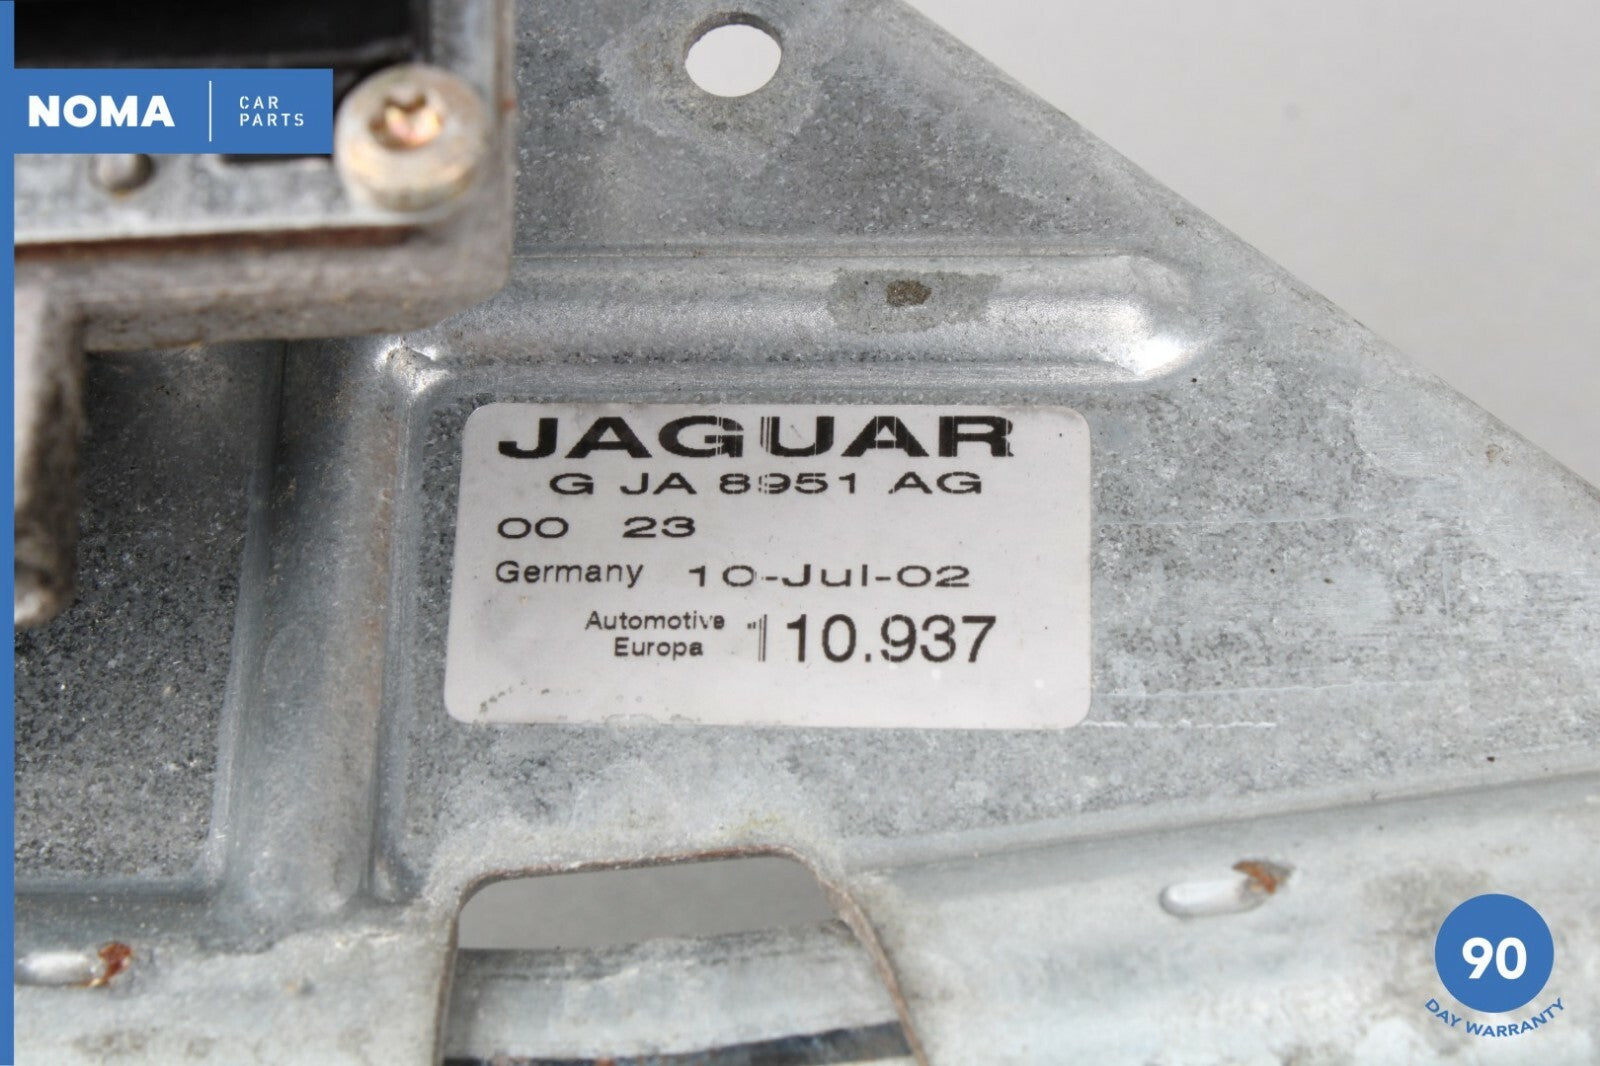 NOMA
CAR
PARTS
JAGUAR
G JA 8951 AG
00 23
Germany 10-Jul-02
Automotive
Europa
110.937
90
DAY WARRANTY